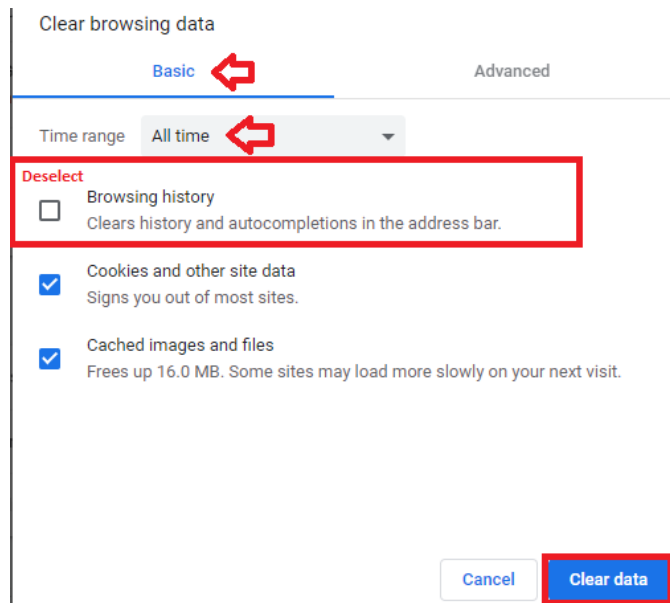 Clear browsing data
Basic
Advanced
Time range
All time
Deselect
Browsing history
Clears history and autocompletions in the address bar.
Cookies and other site data
Signs you out of most sites.
Cached images and files
Frees up 16.0 MB. Some sites may load more slowly on your next visit.
Cancel
Clear data